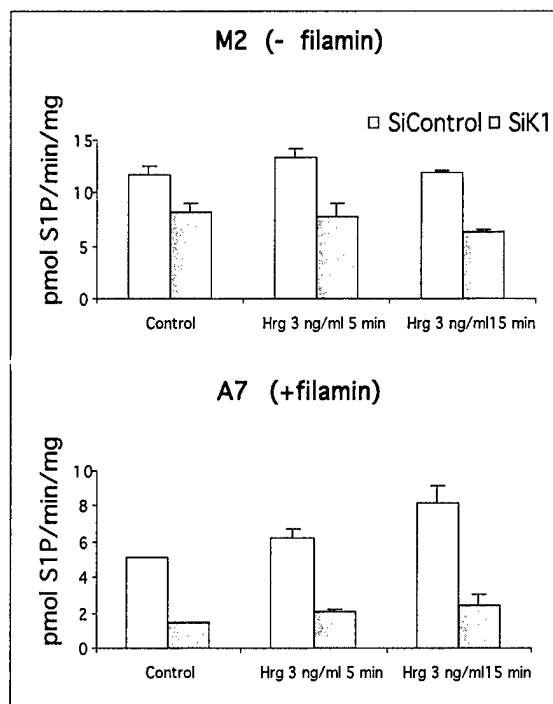 M2 (- filamin)
SiControl SiK1
pmol S1P/min/mg
15
10
5
0
Control Hrg 3 ng/ml 5 min Hrg 3 ng/ml15 min
A7 (+filamin)
pmol S1P/min/mg
10
8
6
4
2
0
Control Hrg 3 ng/ml 5 min Hrg 3 ng/ml15 min